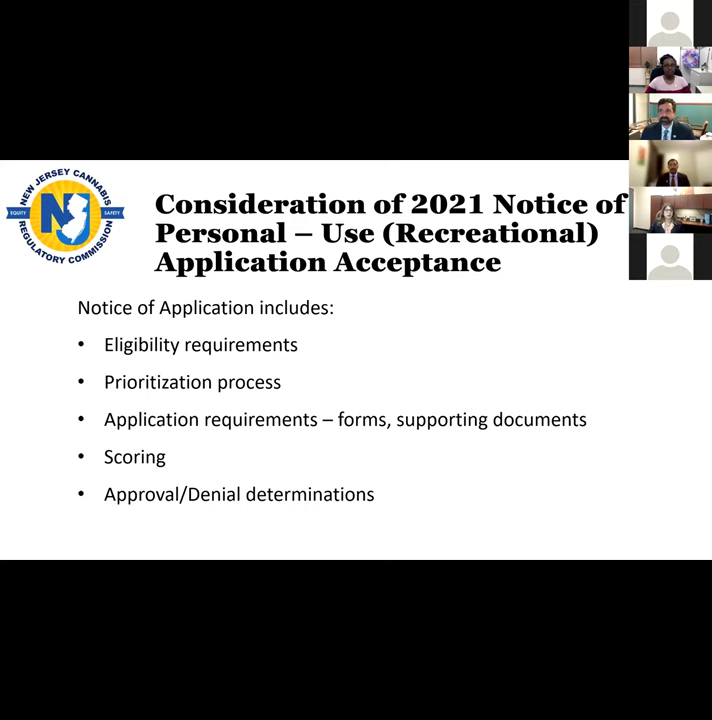 NEW JERSEY CANNABIS
EQUITY
SAFETY
REGULATORY COMMISSION
Consideration of 2021 Notice of
Personal – Use (Recreational)
Application Acceptance
Notice of Application includes:
• Eligibility requirements
• Prioritization process
• Application requirements – forms, supporting documents
• Scoring
• Approval/Denial determinations